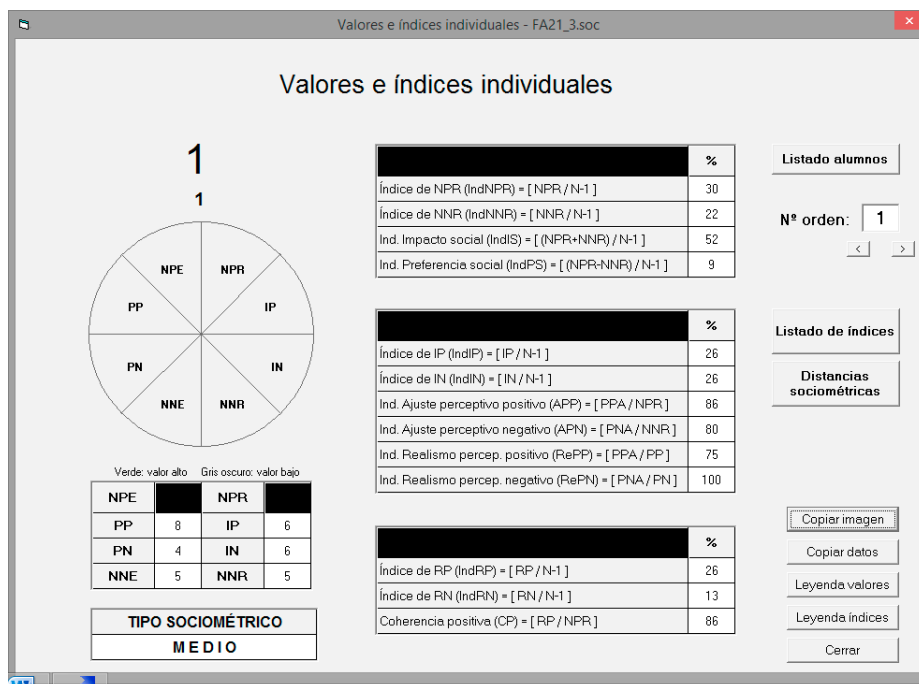 Valores e índices individuales - FA21_3.soc
Valores e índices individuales
1
1
NPE NPR
PP IP
PN IN
NNE NNR
Verde: valor alto Gris oscuro: valor bajo
NPE NPR
PP 8 IP 6
PN 4 IN 6
NNE 5 NNR 5
TIPO SOCIOMÉTRICO
MEDIO
%
Índice de NPR (IndNPR) = [ NPR / N-1 ] 30
Índice de NNR (IndNNR) = [ NNR / N-1 ] 22
Ind. Impacto social (IndIS) = [ (NPR+NNR) / N-1 ] 52
Ind. Preferencia social (IndPS) = [ (NPR-NNR) / N-1 ] 9
%
Índice de IP (IndIP) = [ IP / N-1 ] 26
Índice de IN (IndIN) = [ IN / N-1 ] 26
Ind. Ajuste perceptivo positivo (APP) = [ PPA / NPR ] 86
Ind. Ajuste perceptivo negativo (APN) = [ PNA / NNR ] 80
Ind. Realismo percep. positivo (RePP) = [ PPA / PP ] 75
Ind. Realismo percep. negativo (RePN) = [ PNA / PN ] 100
%
Índice de RP (IndRP) = [ RP / N-1 ] 26
Índice de RN (IndRN) = [ RN / N-1 ] 13
Coherencia positiva (CP) = [ RP / NPR ] 86
Listado alumnos
Nº orden: 1
< >
Listado de índices
Distancias
sociométricas
Copiar imagen
Copiar datos
Leyenda valores
Leyenda índices
Cerrar